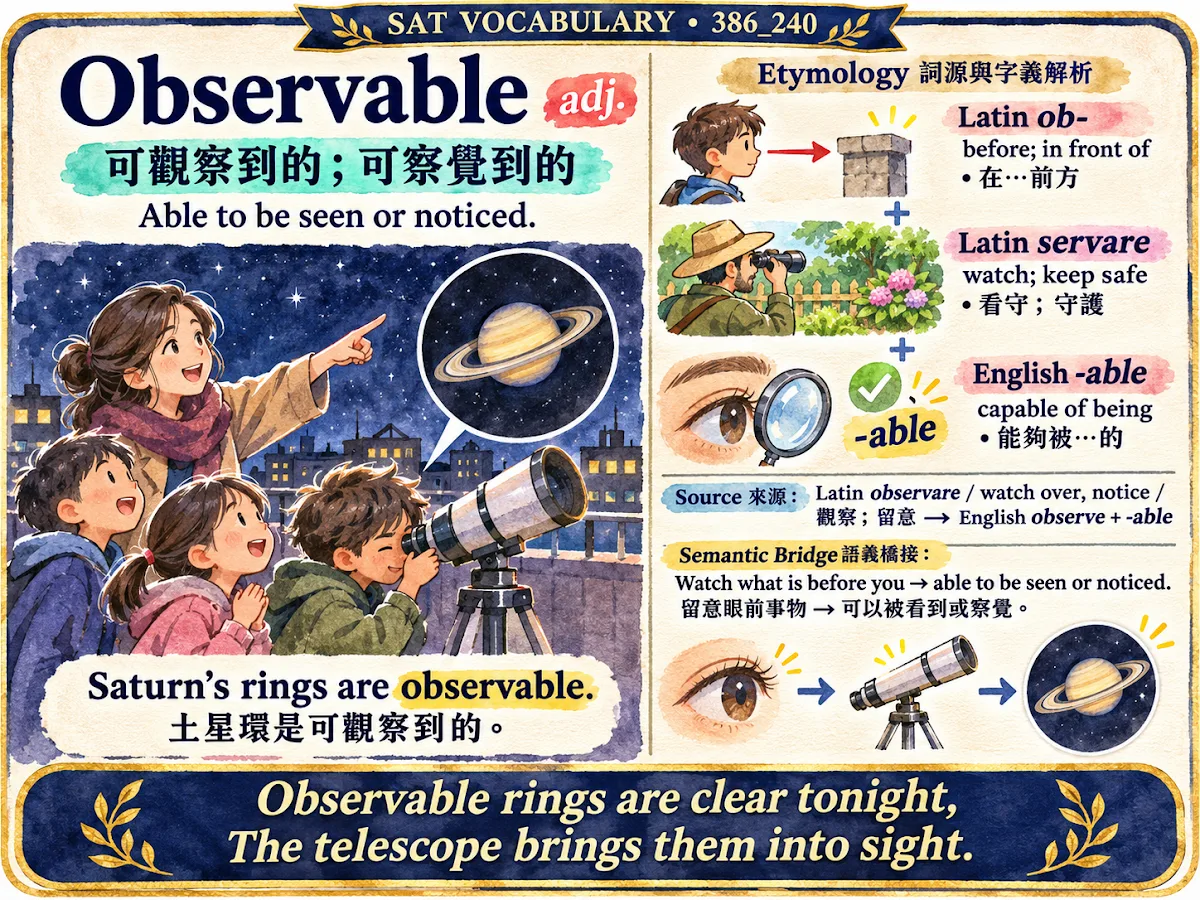 SAT VOCABULARY • 386_240
Observable adj.
可觀察到的；可察覺到的
Able to be seen or noticed.
Saturn's rings are observable.
土星環是可觀察到的。
Etymology 詞源與字義解析
Latin ob-
before; in front of
• 在…前方
+
Latin servare
watch; keep safe
• 看守；守護
+
-able
English -able
capable of being
• 能夠被…的
Source 來源： Latin observare / watch over, notice /
觀察；留意 → English observe + -able
Semantic Bridge 語義橋接：
Watch what is before you → able to be seen or noticed.
留意眼前事物 → 可以被看到或察覺。
Observable rings are clear tonight,
The telescope brings them into sight.